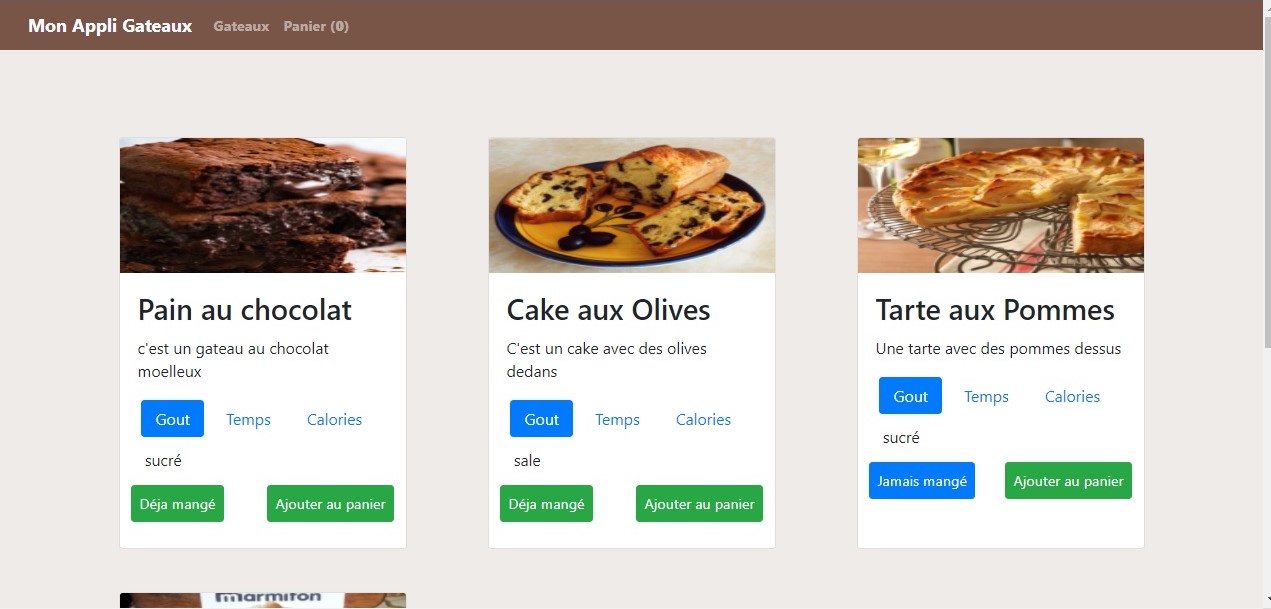 Mon Appli Gateaux Gateaux Panier (0)
Pain au chocolat
c'est un gateau au chocolat
moelleux
Gout Temps Calories
sucré
Déja mangé Ajouter au panier
Cake aux Olives
C'est un cake avec des olives
dedans
Gout Temps Calories
sale
Déja mangé Ajouter au panier
Tarte aux Pommes
Une tarte avec des pommes dessus
Gout Temps Calories
sucré
Jamais mangé Ajouter au panier
marmiton